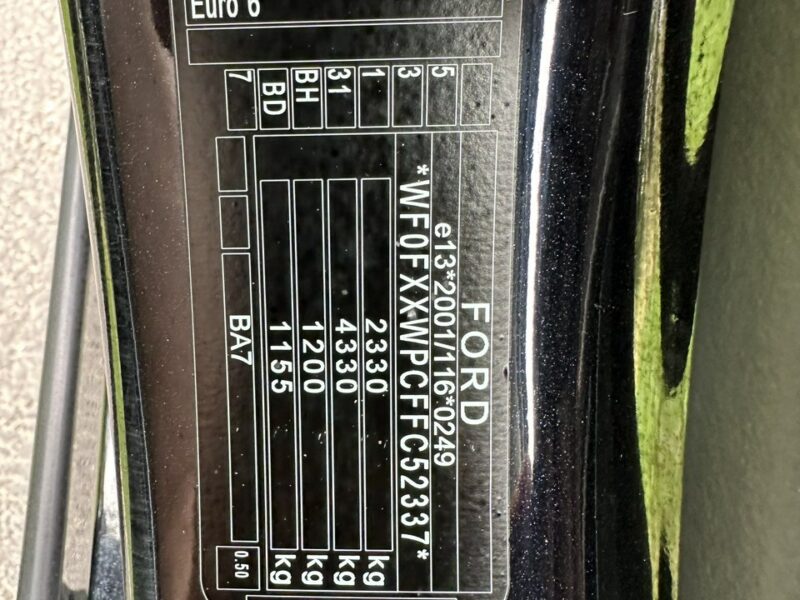 Euro 6
FORD
5 e13*2001/116*0249
3 *WF0FXXWPCFFC52337*
1 2330 kg
31 4330 kg
BH 1200 kg
BD 1155 kg
7 BA7 0.50